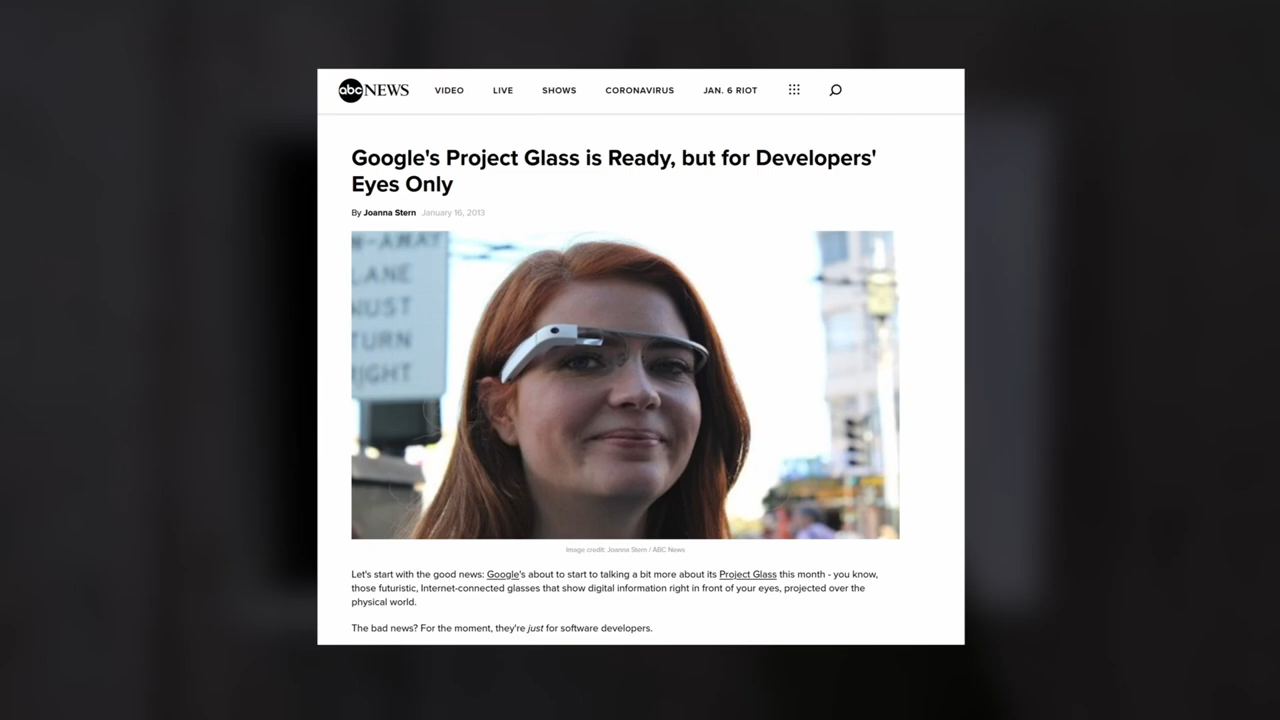 abc NEWS VIDEO LIVE SHOWS CORONAVIRUS JAN. 6 RIOT
Google's Project Glass is Ready, but for Developers'
Eyes Only
By Joanna Stern January 16, 2013
N-AWAY
LANE
MUST
TURN
RIGHT
Image credit: Joanna Stern / ABC News
Let's start with the good news: Google's about to start to talking a bit more about its Project Glass this month - you know,
those futuristic, Internet-connected glasses that show digital information right in front of your eyes, projected over the
physical world.
The bad news? For the moment, they're just for software developers.